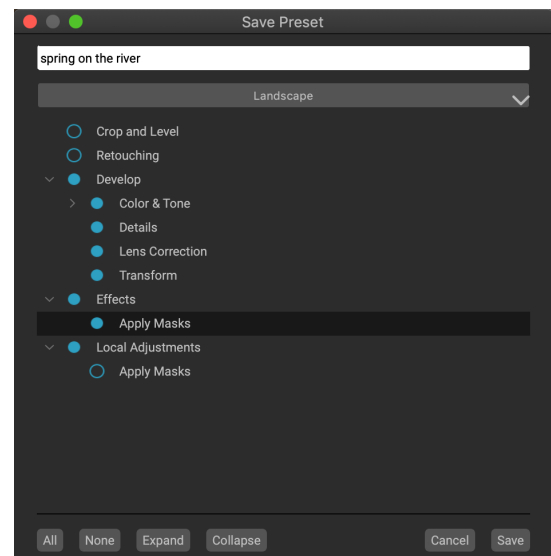 Save Preset
spring on the river
Landscape
Crop and Level
Retouching
Develop
Color & Tone
Details
Lens Correction
Transform
Effects
Apply Masks
Local Adjustments
Apply Masks
All None Expand Collapse Cancel Save